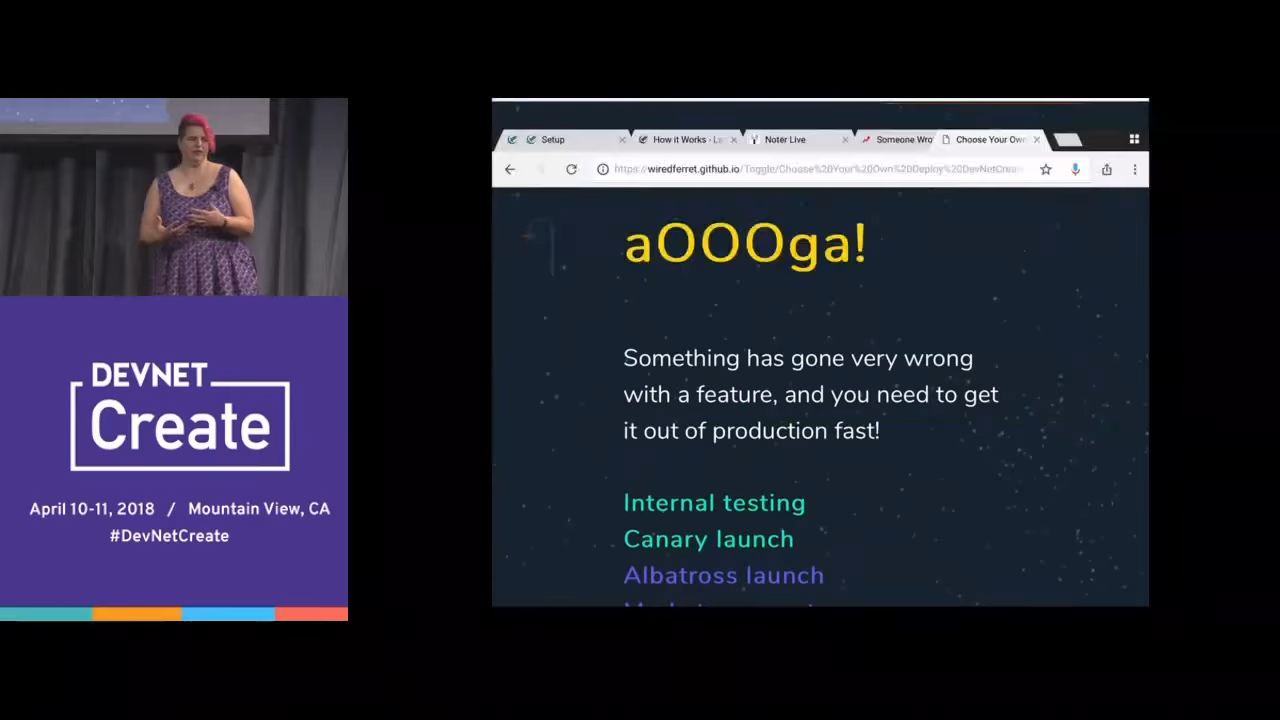 DEVNET
Create
April 10-11, 2018 / Mountain View, CA
#DevNetCreate
Setup
How it Works - La
Noter Live
Someone Wro
Choose Your Own
https://wiredferret.github.io/Toggle/Choose%20Your%20Own%20Deploy%20DevNetCreat
aOOOga!
Something has gone very wrong
with a feature, and you need to get
it out of production fast!
Internal testing
Canary launch
Albatross launch